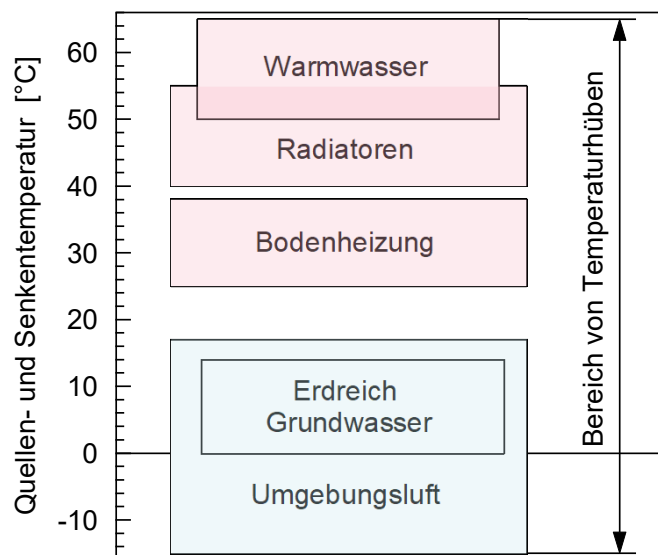 Quellen- und Senkentemperatur [°C]
60
50
40
30
20
10
0
-10
Warmwasser
Radiatoren
Bodenheizung
Erdreich
Grundwasser
Umgebungsluft
Bereich von Temperaturhüben